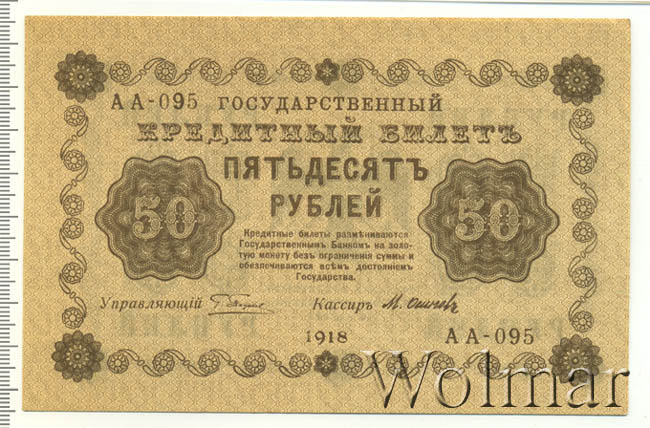 АА-095 ГОСУДАРСТВЕННЫЙ
КРЕДИТНЫЙ БИЛЕТЪ
ПЯТЬДЕСЯТЪ
РУБЛЕЙ
50
50
Кредитные билеты размѣниваются
Государственнымъ Банкомъ на золо-
тую монету безъ ограниченія суммы и
обезпечиваются всѣмъ достояніемъ
Государства.
Управляющій
Кассиръ
1918
АА-095
Wolmar